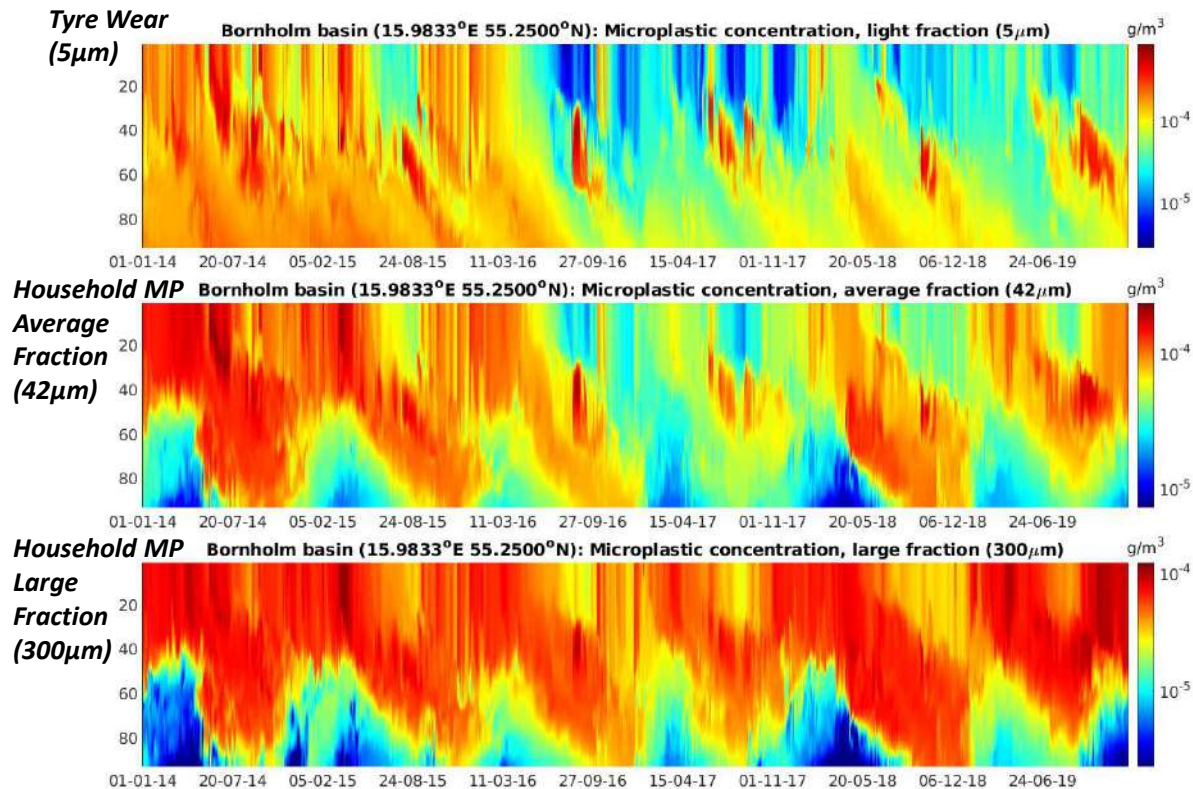 Tyre Wear
(5μm)
Bornholm basin (15.9833°E 55.2500°N): Microplastic concentration, light fraction (5μm)
g/m³
20
40
60
80
10⁻⁴
10⁻⁵
01-01-14 20-07-14 05-02-15 24-08-15 11-03-16 27-09-16 15-04-17 01-11-17 20-05-18 06-12-18 24-06-19
Household MP
Average
Fraction
(42μm)
Bornholm basin (15.9833°E 55.2500°N): Microplastic concentration, average fraction (42μm)
g/m³
20
40
60
80
10⁻⁴
10⁻⁵
01-01-14 20-07-14 05-02-15 24-08-15 11-03-16 27-09-16 15-04-17 01-11-17 20-05-18 06-12-18 24-06-19
Household MP
Large
Fraction
(300μm)
Bornholm basin (15.9833°E 55.2500°N): Microplastic concentration, large fraction (300μm)
g/m³
20
40
60
80
10⁻⁴
10⁻⁵
01-01-14 20-07-14 05-02-15 24-08-15 11-03-16 27-09-16 15-04-17 01-11-17 20-05-18 06-12-18 24-06-19